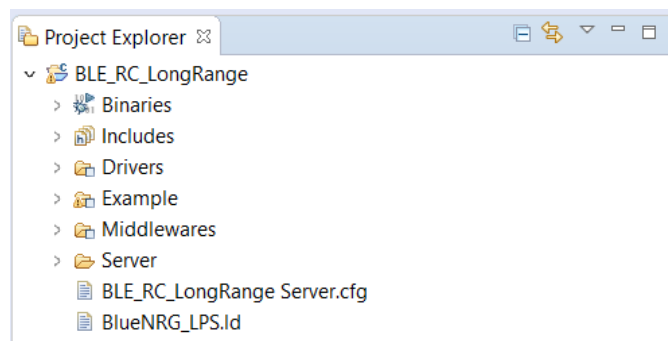 Project Explorer
BLE_RC_LongRange
Binaries
Includes
Drivers
Example
Middlewares
Server
BLE_RC_LongRange Server.cfg
BlueNRG_LPS.ld